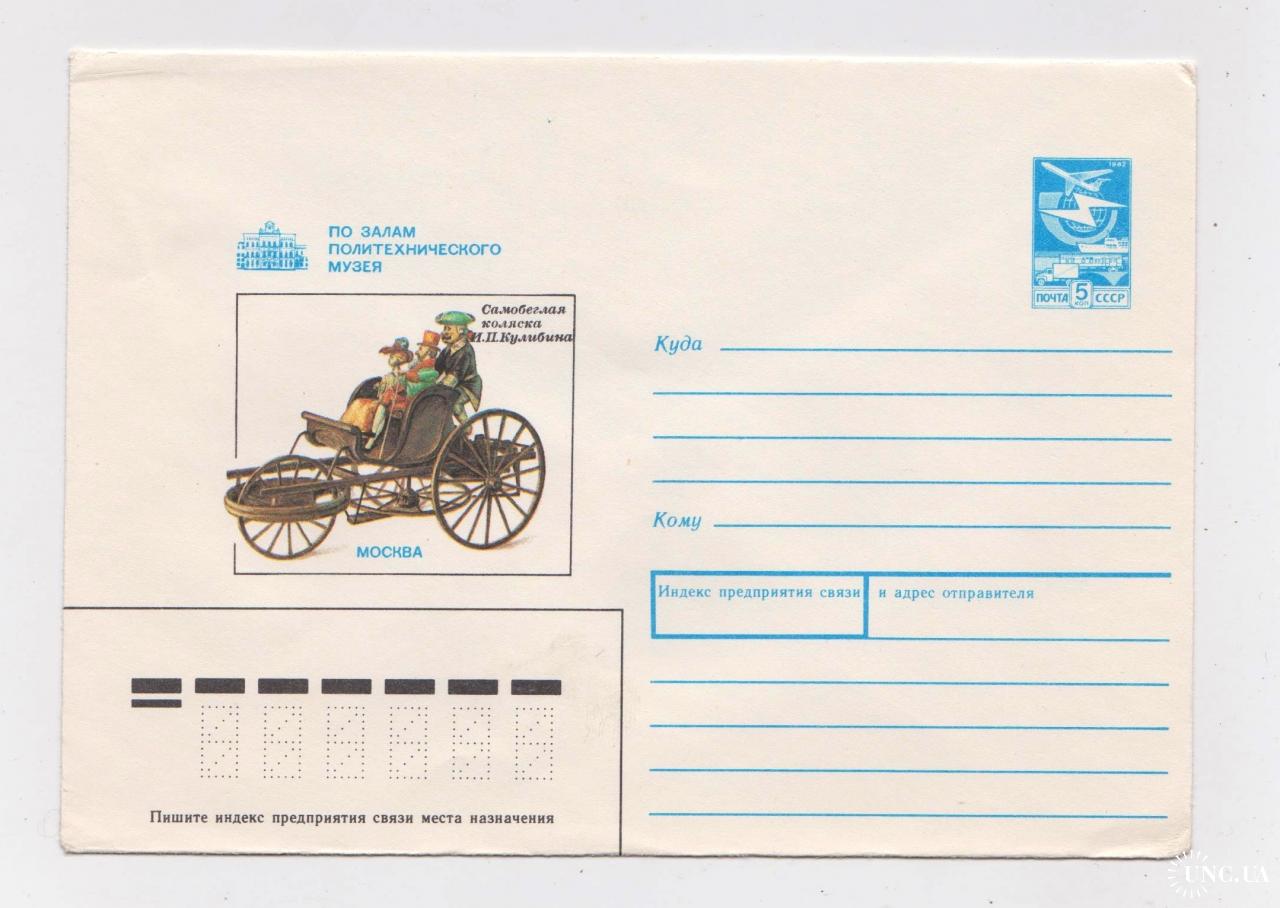 ПО ЗАЛАМ
ПОЛИТЕХНИЧЕСКОГО
МУЗЕЯ
Самобеглая
коляска
И.П.Кулибина
МОСКВА
1982
ПОЧТА 5 КОП СССР
Куда
Кому
Индекс предприятия связи и адрес отправителя
Пишите индекс предприятия связи места назначения
UNC.UA